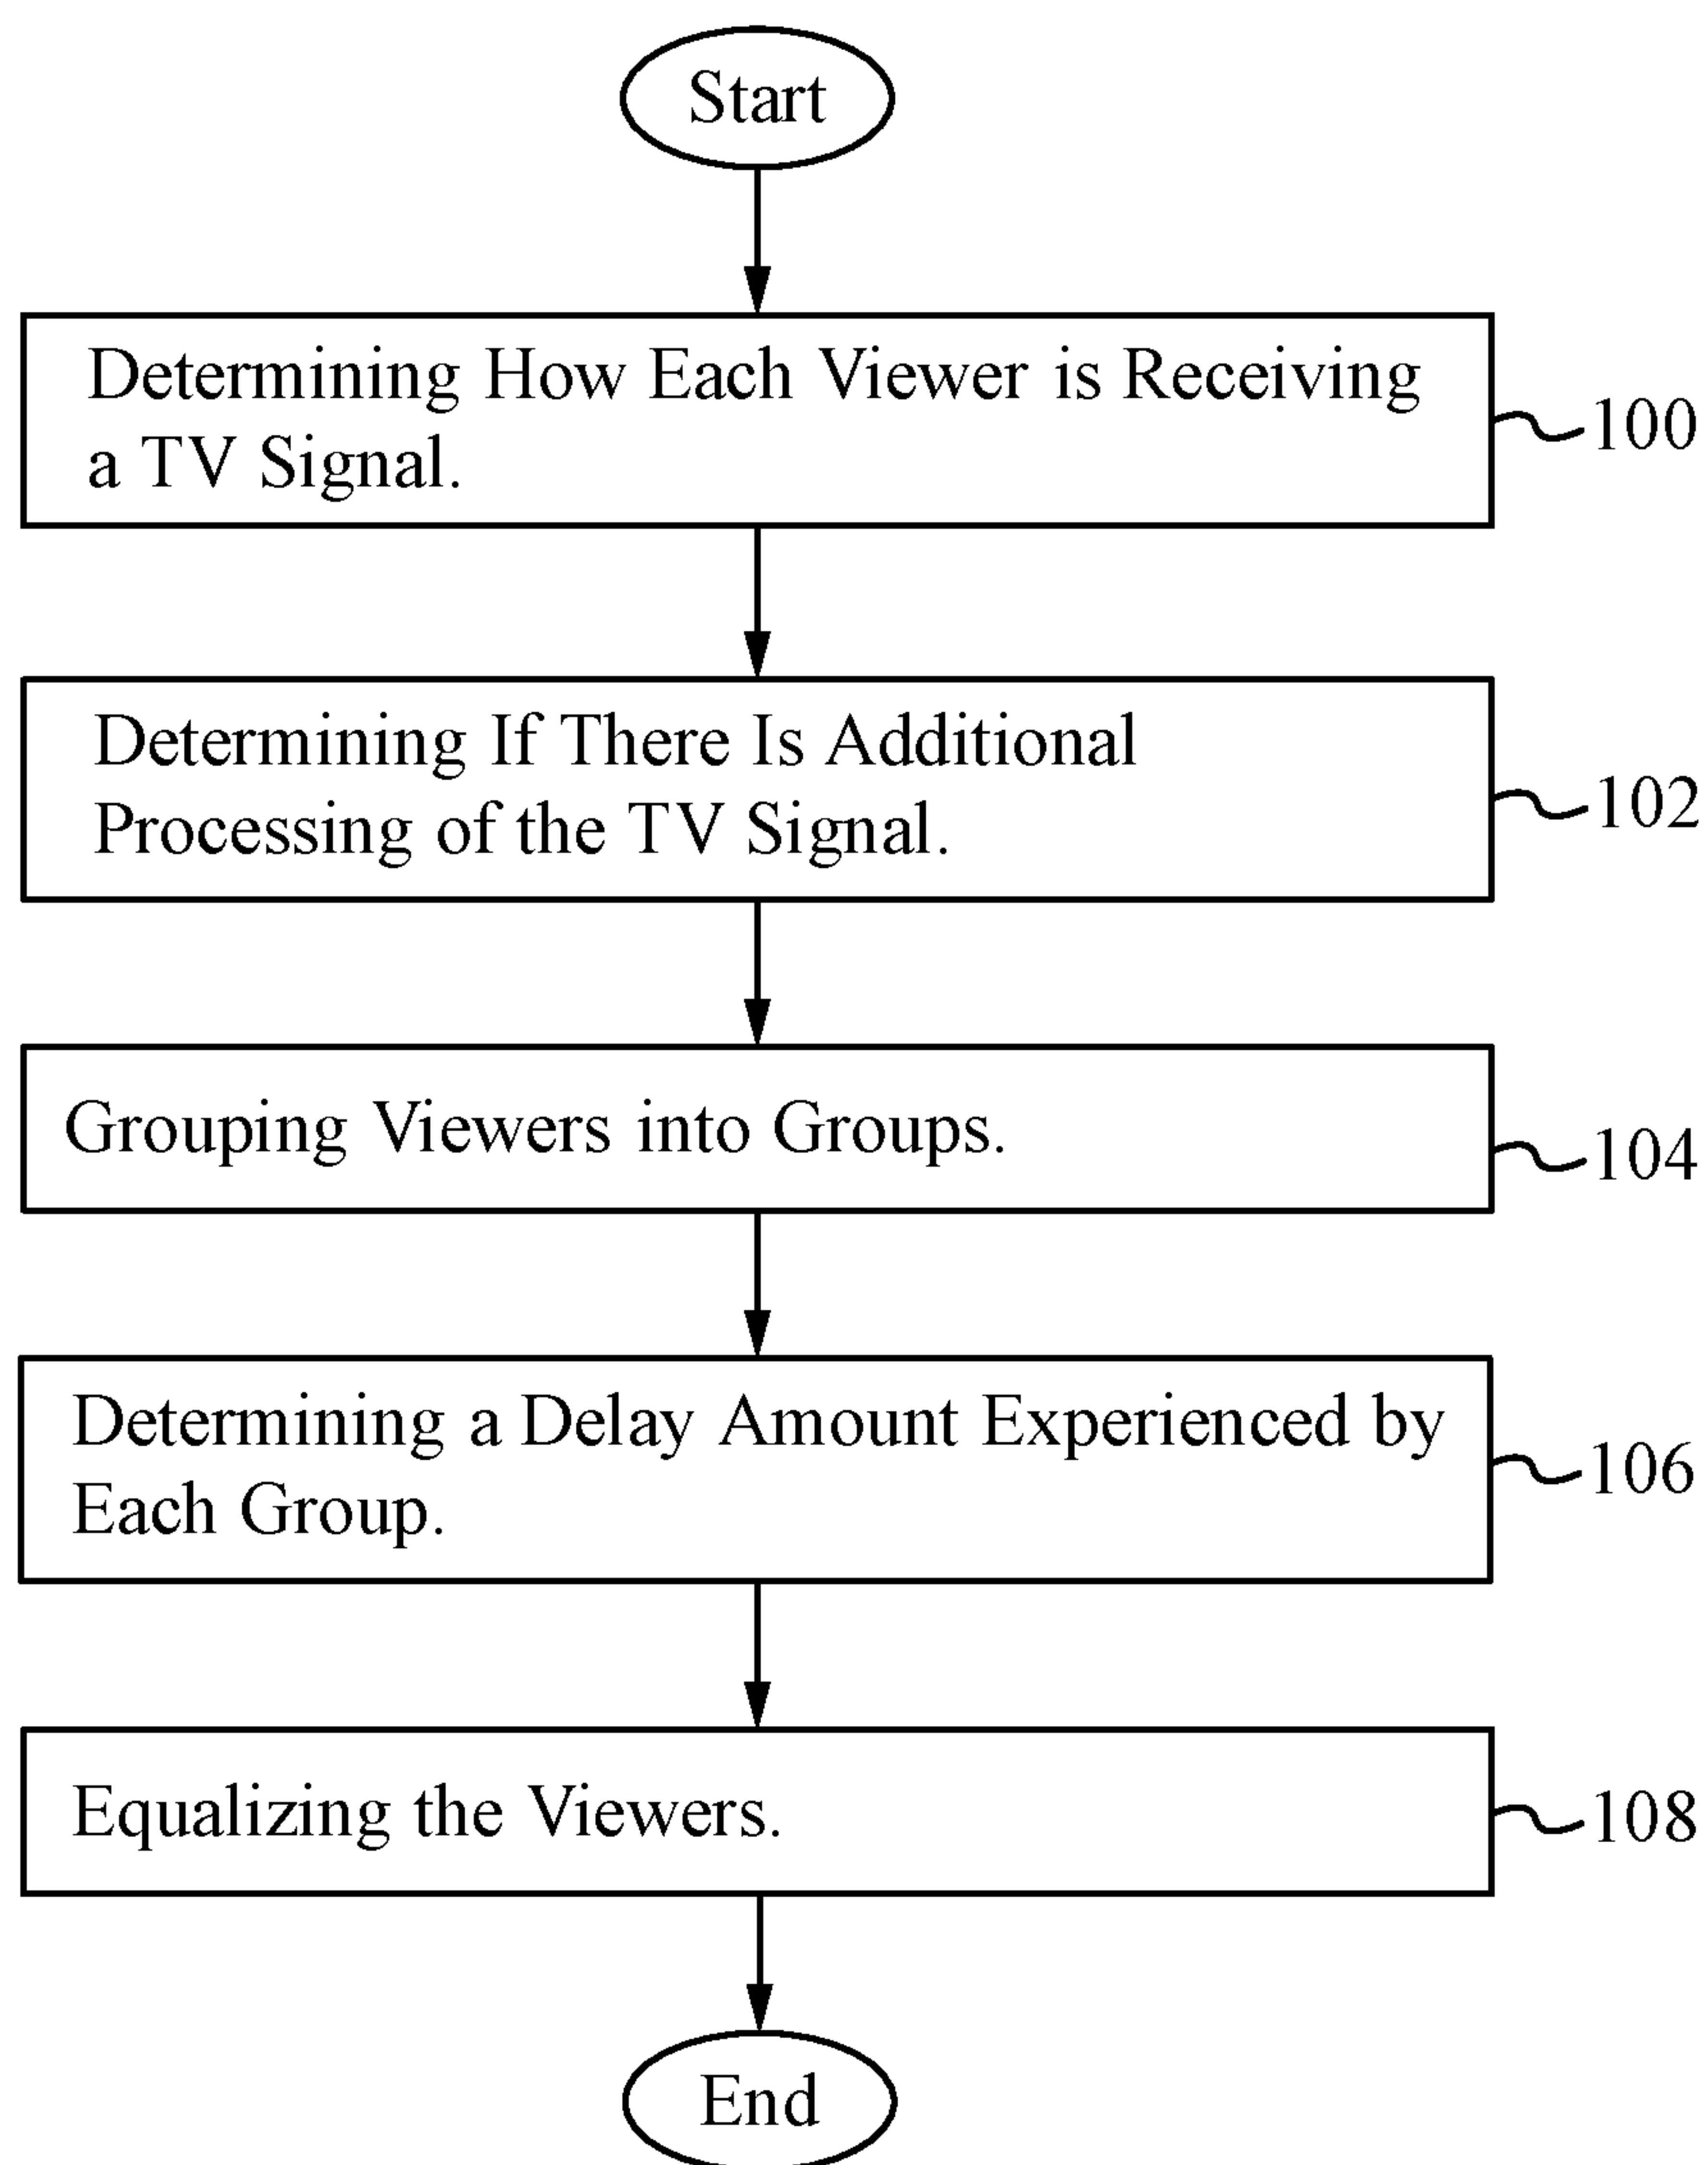 Start
Determining How Each Viewer is Receiving
a TV Signal.
100
Determining If There Is Additional
Processing of the TV Signal.
102
Grouping Viewers into Groups.
104
Determining a Delay Amount Experienced by
Each Group.
106
Equalizing the Viewers.
108
End